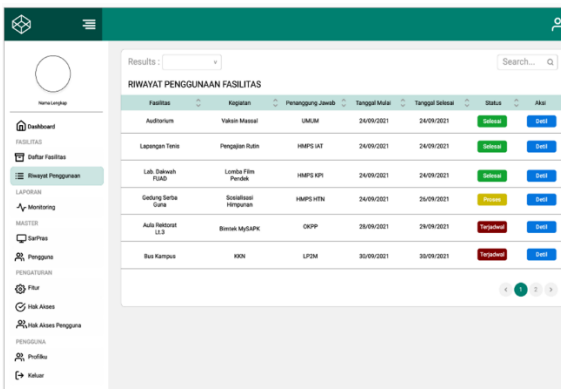 Results :
Search...
RIWAYAT PENGGUNAAN FASILITAS
Nama Lengkap
Dashboard
FASILITAS
Daftar Fasilitas
Riwayat Penggunaan
LAPORAN
Monitoring
MASTER
SarPras
Pengguna
PENGATURAN
Fitur
Hak Akses
Hak Akses Pengguna
PENGGUNA
Profilku
Keluar
Fasilitas Kegiatan Penanggung Jawab Tanggal Mulai Tanggal Selesai Status Aksi
Auditorium Vaksin Massal UMUM 24/09/2021 24/09/2021 Selesai Detil
Lapangan Tenis Pengajian Rutin HMPS IAT 24/09/2021 24/09/2021 Selesai Detil
Lab. Dakwah Lomba Film HMPS KPI 24/09/2021 24/09/2021 Selesai Detil
FUAD Pendek
Gedung Serba Sosialisasi HMPS HTN 24/09/2021 26/09/2021 Proses Detil
Guna Himpunan
Aula Rektorat Bimtek MySAPK OKPP 28/09/2021 29/09/2021 Terjadwal Detil
Lt.3
Bus Kampus KKN LP2M 30/09/2021 30/09/2021 Terjadwal Detil
1 2